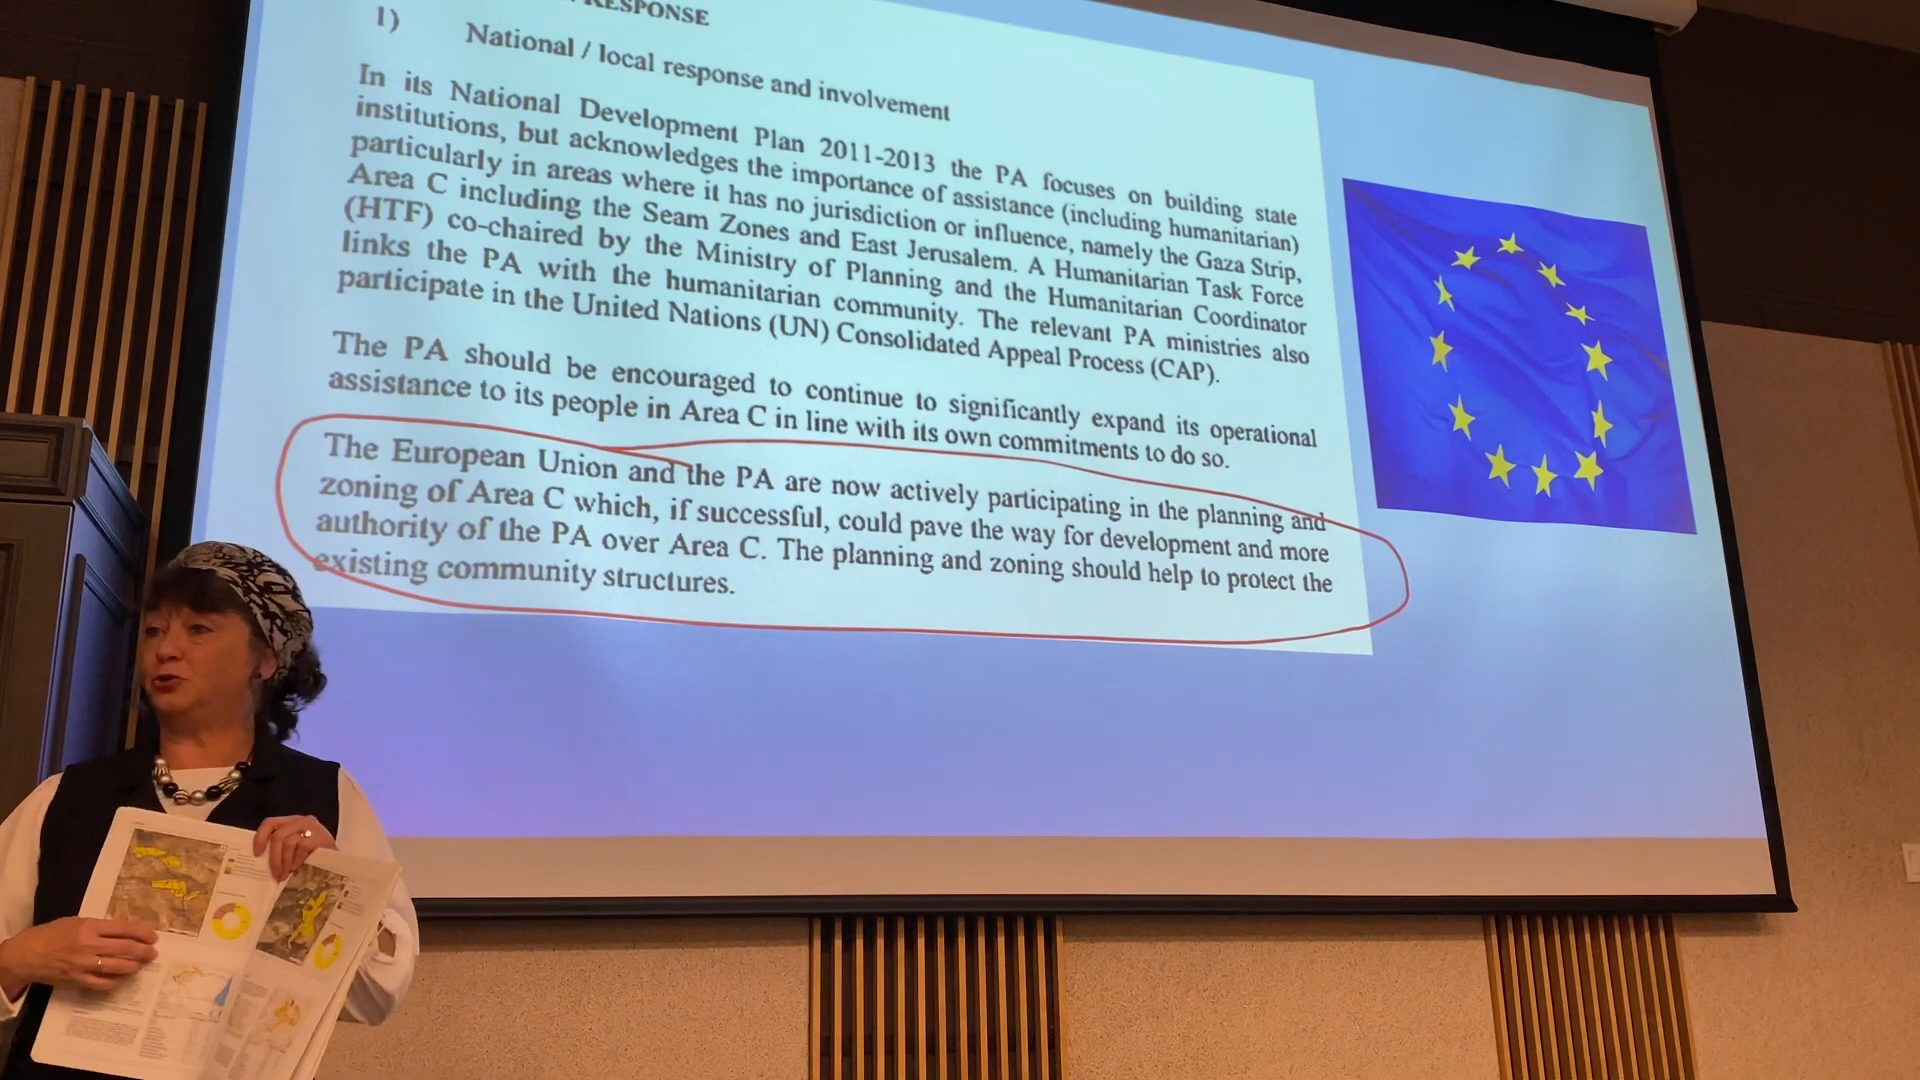 RESPONSE
1) National / local response and involvement
In its National Development Plan 2011-2013 the PA focuses on building state
institutions, but acknowledges the importance of assistance (including humanitarian)
particularly in areas where it has no jurisdiction or influence, namely the Gaza Strip,
Area C including the Seam Zones and East Jerusalem. A Humanitarian Task Force
(HTF) co-chaired by the Ministry of Planning and the Humanitarian Coordinator
links the PA with the humanitarian community. The relevant PA ministries also
participate in the United Nations (UN) Consolidated Appeal Process (CAP).
The PA should be encouraged to continue to significantly expand its operational
assistance to its people in Area C in line with its own commitments to do so.
The European Union and the PA are now actively participating in the planning and
zoning of Area C which, if successful, could pave the way for development and more
authority of the PA over Area C. The planning and zoning should help to protect the
existing community structures.